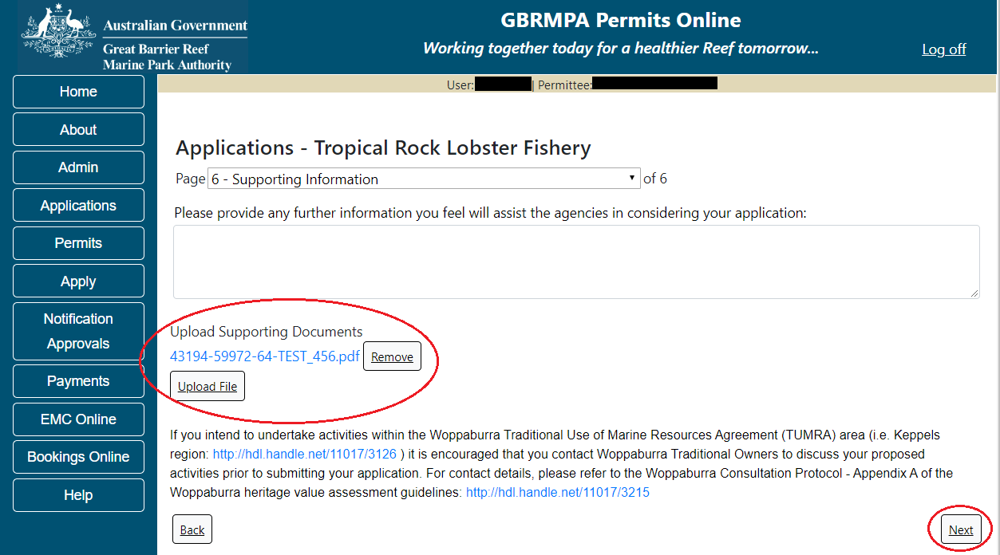 Australian Government
Great Barrier Reef
Marine Park Authority
GBRMPA Permits Online
Working together today for a healthier Reef tomorrow...
Log off
User: | Permittee:
Home
About
Admin
Applications
Permits
Apply
Notification
Approvals
Payments
EMC Online
Bookings Online
Help
Applications - Tropical Rock Lobster Fishery
Page 6 - Supporting Information of 6
Please provide any further information you feel will assist the agencies in considering your application:
Upload Supporting Documents
43194-59972-64-TEST_456.pdf Remove
Upload File
If you intend to undertake activities within the Woppaburra Traditional Use of Marine Resources Agreement (TUMRA) area (i.e. Keppels
region: http://hdl.handle.net/11017/3126 ) it is encouraged that you contact Woppaburra Traditional Owners to discuss your proposed
activities prior to submitting your application. For contact details, please refer to the Woppaburra Consultation Protocol - Appendix A of the
Woppaburra heritage value assessment guidelines: http://hdl.handle.net/11017/3215
Back
Next